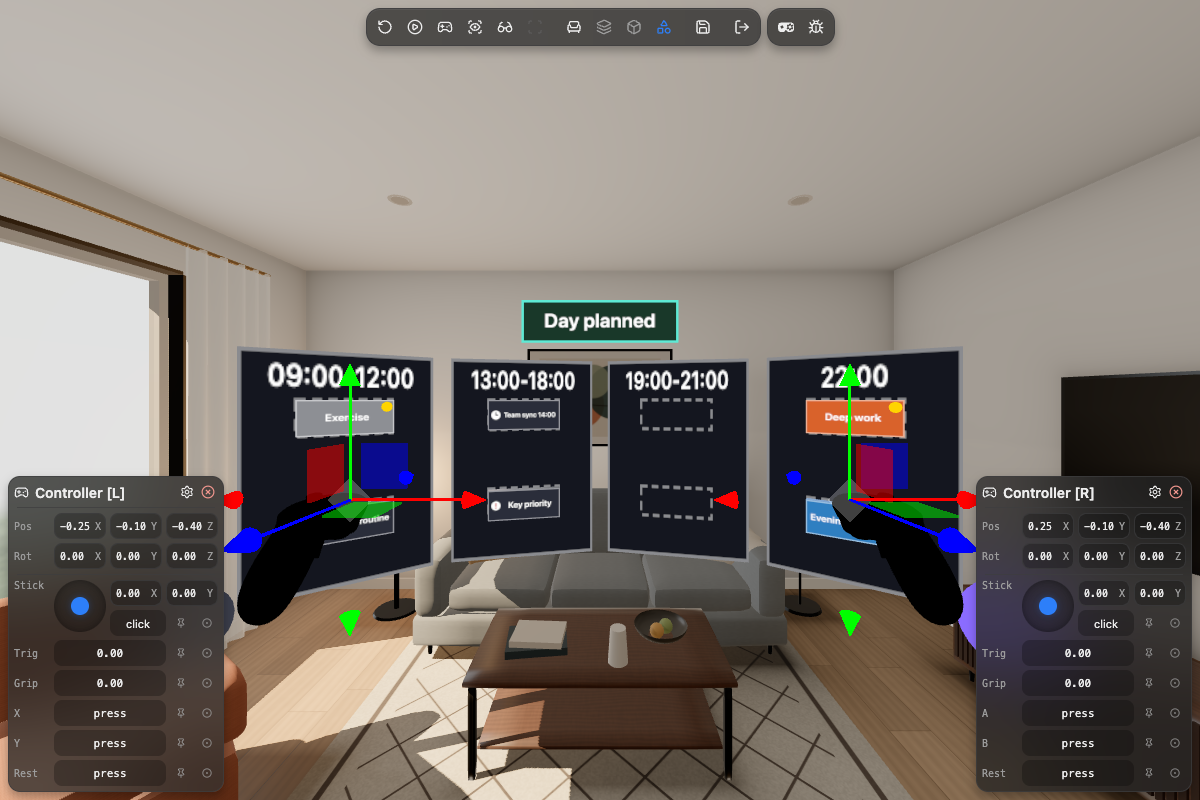 Day planned
09:00-12:00
Exercise
routine
13:00-18:00
Team sync 14:00
Key priority
19:00-21:00
22:00
Deep work
Evenin
Controller [L]
Pos −0.25 X −0.10 Y −0.40 Z
Rot 0.00 X 0.00 Y 0.00 Z
Stick 0.00 X 0.00 Y
click
Trig 0.00
Grip 0.00
X press
Y press
Rest press
Controller [R]
Pos 0.25 X −0.10 Y −0.40 Z
Rot 0.00 X 0.00 Y 0.00 Z
Stick 0.00 X 0.00 Y
click
Trig 0.00
Grip 0.00
A press
B press
Rest press